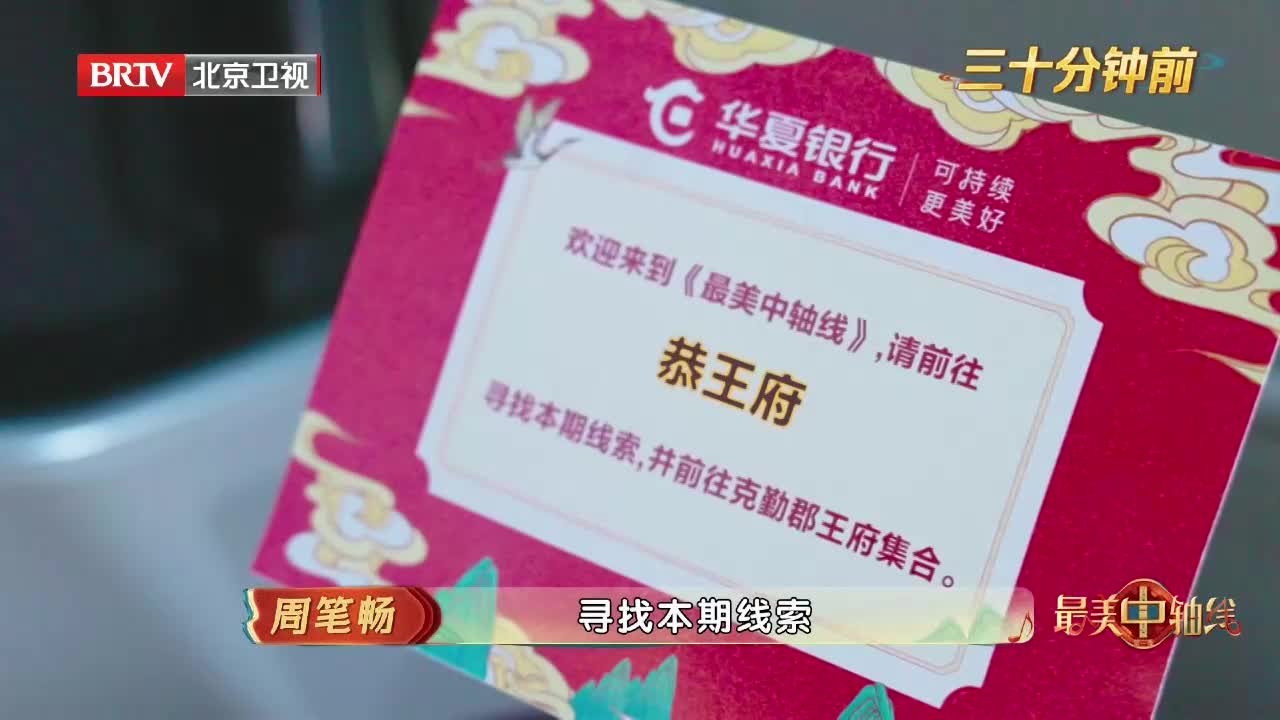 BRTV 北京卫视
三十分钟前
华夏银行
HUAXIA BANK
可持续
更美好
欢迎来到《最美中轴线》,请前往
恭王府
寻找本期线索,并前往克勤郡王府集合。
周笔畅
寻找本期线索
最美中轴线